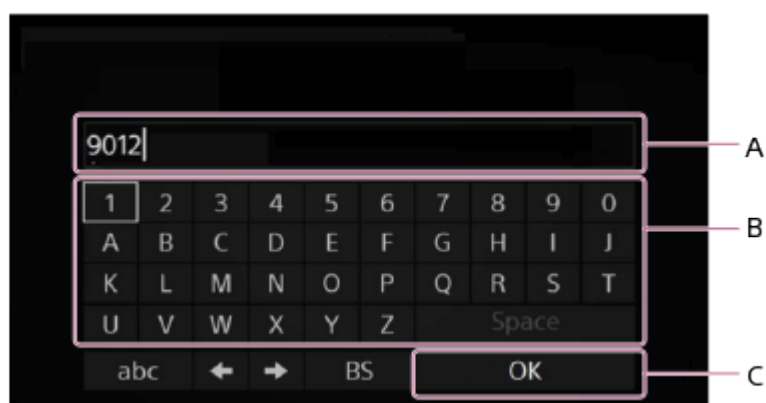 9012
A
1 2 3 4 5 6 7 8 9 0
B
A B C D E F G H I J
K L M N O P Q R S T
U V W X Y Z Space
abc ← → BS OK
C